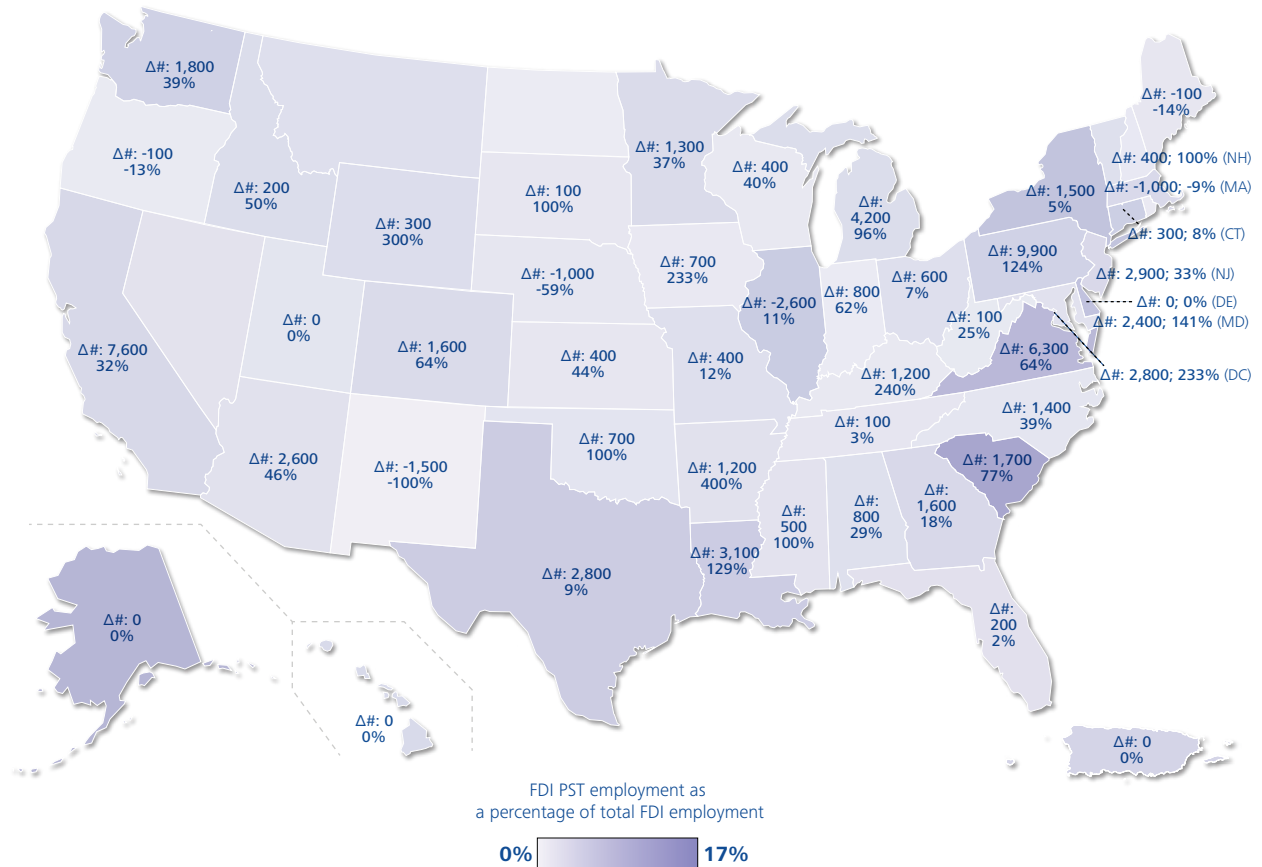 Δ#: 1,800
39%
Δ#: -100
-13%
Δ#: 200
50%
Δ#: 300
300%
Δ#: 100
100%
Δ#: 1,300
37%
Δ#: 400
40%
Δ#:
4,200
96%
Δ#: -100
-14%
Δ#: 400; 100% (NH)
Δ#: 1,500
5%
Δ#: -1,000; -9% (MA)
Δ#: 300; 8% (CT)
Δ#: 9,900
124%
Δ#: 2,900; 33% (NJ)
Δ#: 0; 0% (DE)
Δ#: 2,400; 141% (MD)
Δ#: 2,800; 233% (DC)
Δ#: -1,000
-59%
Δ#: 700
233%
Δ#: -2,600
11%
Δ#: 800
62%
Δ#: 600
7%
Δ#: 100
25%
Δ#: 6,300
64%
Δ#: 7,600
32%
Δ#: 0
0%
Δ#: 1,600
64%
Δ#: 400
44%
Δ#: 400
12%
Δ#: 1,200
240%
Δ#: 1,400
39%
Δ#: 100
3%
Δ#: 2,600
46%
Δ#: -1,500
-100%
Δ#: 700
100%
Δ#: 1,200
400%
Δ#: 1,700
77%
Δ#:
500
100%
Δ#:
800
29%
Δ#:
1,600
18%
Δ#: 2,800
9%
Δ#: 3,100
129%
Δ#:
200
2%
Δ#: 0
0%
Δ#: 0
0%
Δ#: 0
0%
FDI PST employment as
a percentage of total FDI employment
0% 17%